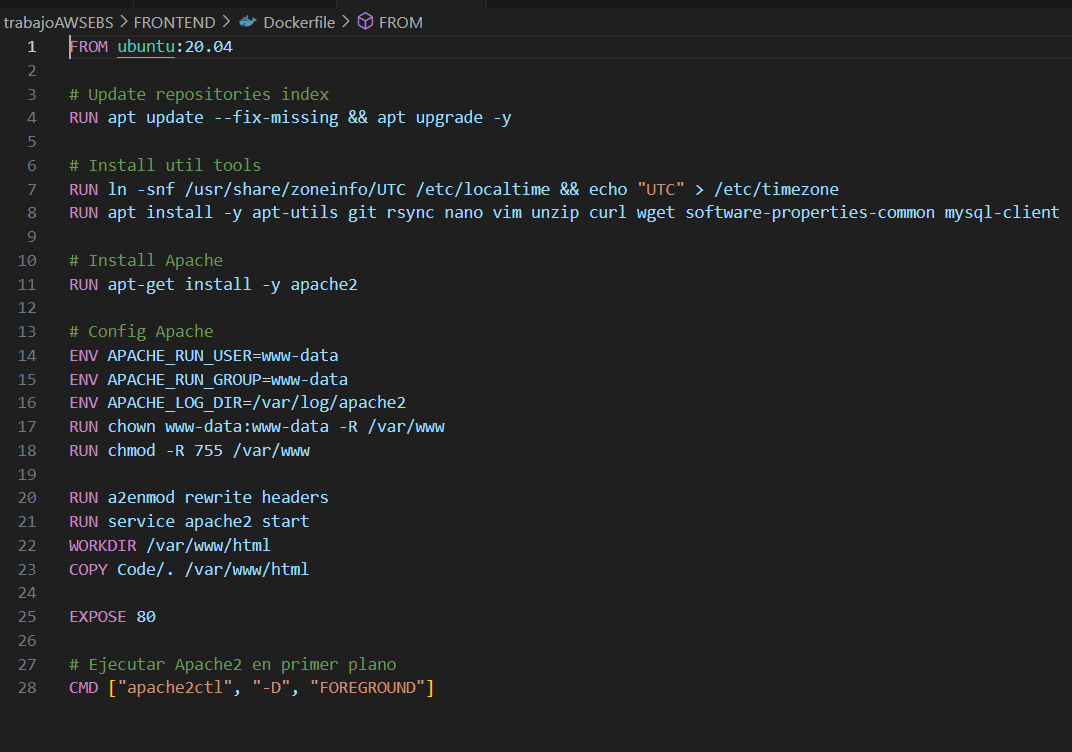 trabajoAWSEBS > FRONTEND > Dockerfile > FROM
1 FROM ubuntu:20.04
2
3 # Update repositories index
4 RUN apt update --fix-missing && apt upgrade -y
5
6 # Install util tools
7 RUN ln -snf /usr/share/zoneinfo/UTC /etc/localtime && echo "UTC" > /etc/timezone
8 RUN apt install -y apt-utils git rsync nano vim unzip curl wget software-properties-common mysql-client
9
10 # Install Apache
11 RUN apt-get install -y apache2
12
13 # Config Apache
14 ENV APACHE_RUN_USER=www-data
15 ENV APACHE_RUN_GROUP=www-data
16 ENV APACHE_LOG_DIR=/var/log/apache2
17 RUN chown www-data:www-data -R /var/www
18 RUN chmod -R 755 /var/www
19
20 RUN a2enmod rewrite headers
21 RUN service apache2 start
22 WORKDIR /var/www/html
23 COPY Code/. /var/www/html
24
25 EXPOSE 80
26
27 # Ejecutar Apache2 en primer plano
28 CMD ["apache2ctl", "-D", "FOREGROUND"]